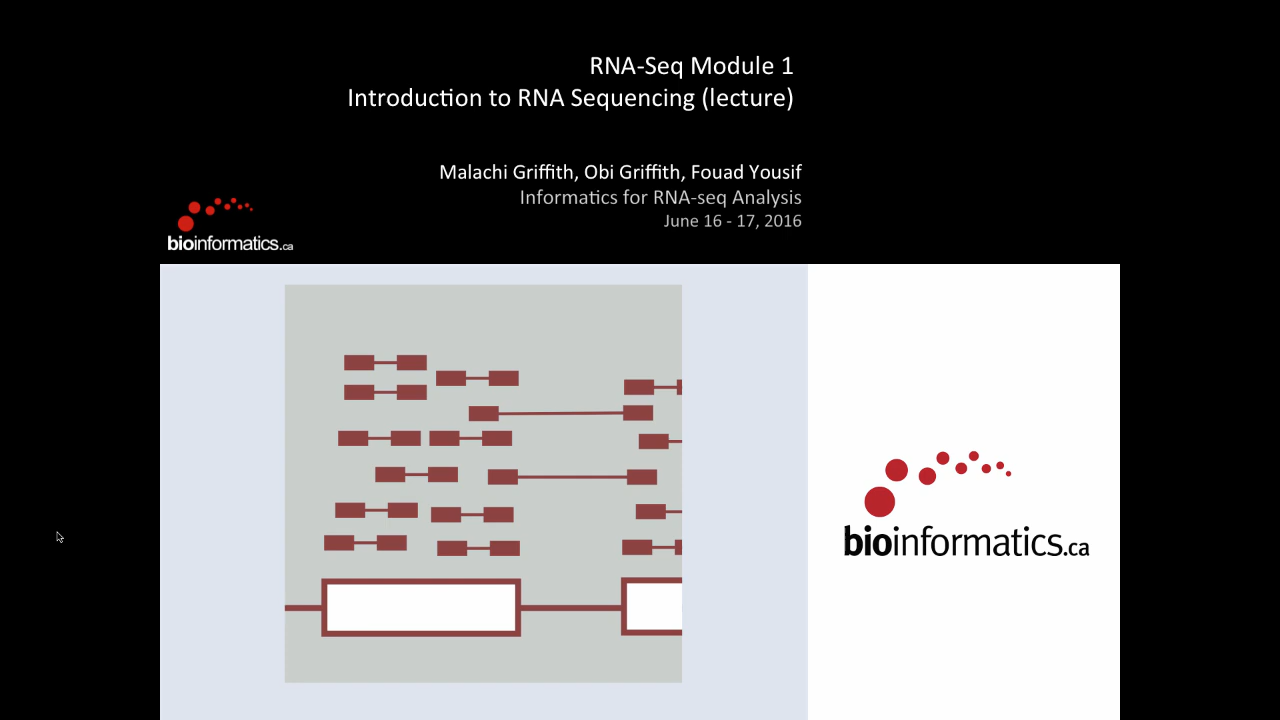 RNA-Seq Module 1
Introduction to RNA Sequencing (lecture)
Malachi Griffith, Obi Griffith, Fouad Yousif
Informatics for RNA-seq Analysis
June 16 - 17, 2016
bioinformatics.ca
bioinformatics.ca